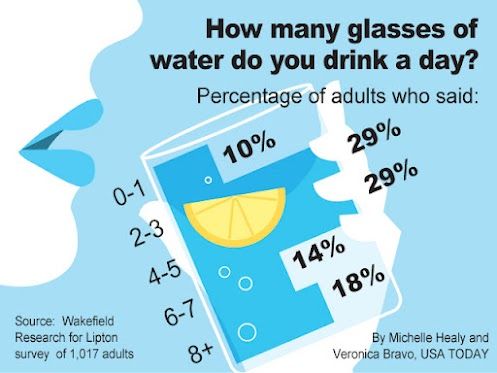 How many glasses of
water do you drink a day?
Percentage of adults who said:
0-1 10%
2-3 29%
4-5 29%
6-7 14%
8+ 18%
Source: Wakefield
Research for Lipton
survey of 1,017 adults
By Michelle Healy and
Veronica Bravo, USA TODAY